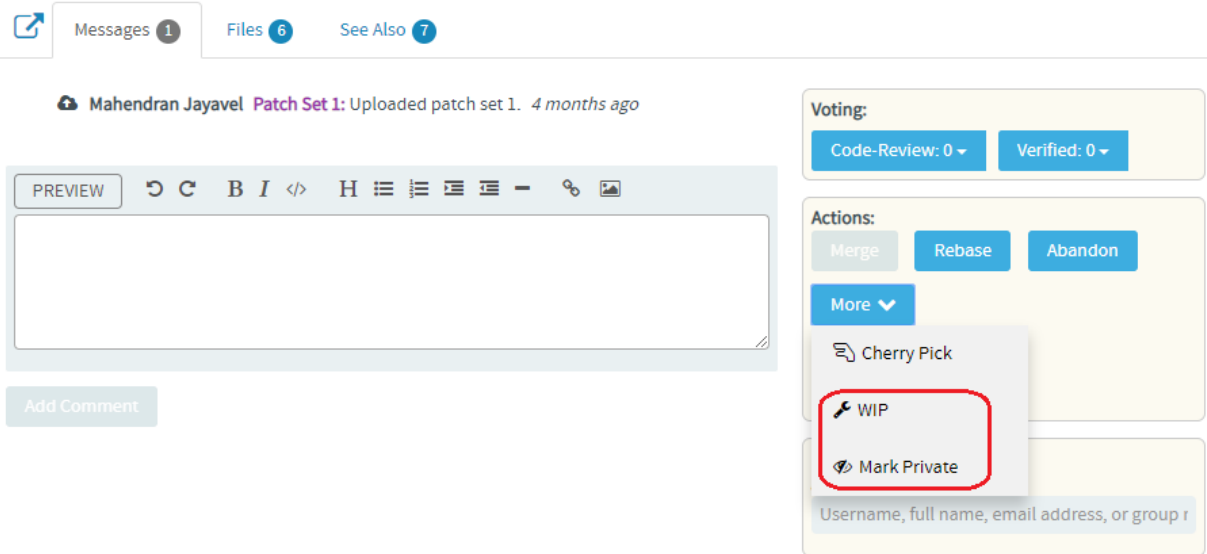 Messages 1 Files 6 See Also 7
Mahendran Jayavel Patch Set 1: Uploaded patch set 1. 4 months ago
PREVIEW B I </> H
Add Comment
Voting:
Code-Review: 0 Verified: 0
Actions:
Merge Rebase Abandon
More
Cherry Pick
WIP
Mark Private
Username, full name, email address, or group